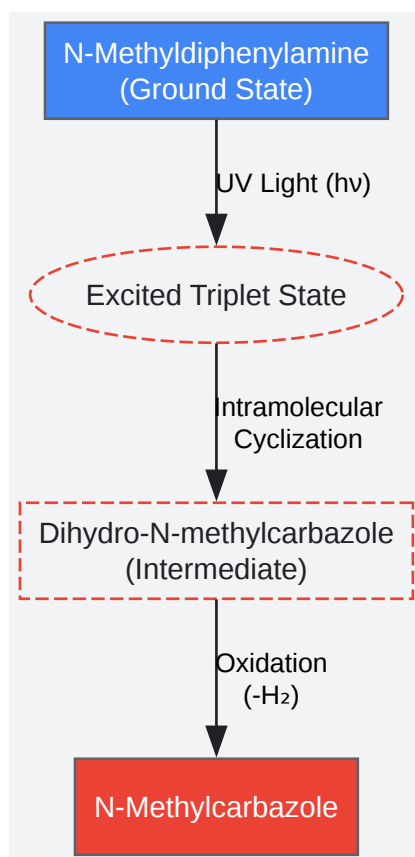 N-Methyldiphenylamine
(Ground State)
UV Light (hν)
Excited Triplet State
Intramolecular
Cyclization
Dihydro-N-methylcarbazole
(Intermediate)
Oxidation
(-H₂)
N-Methylcarbazole